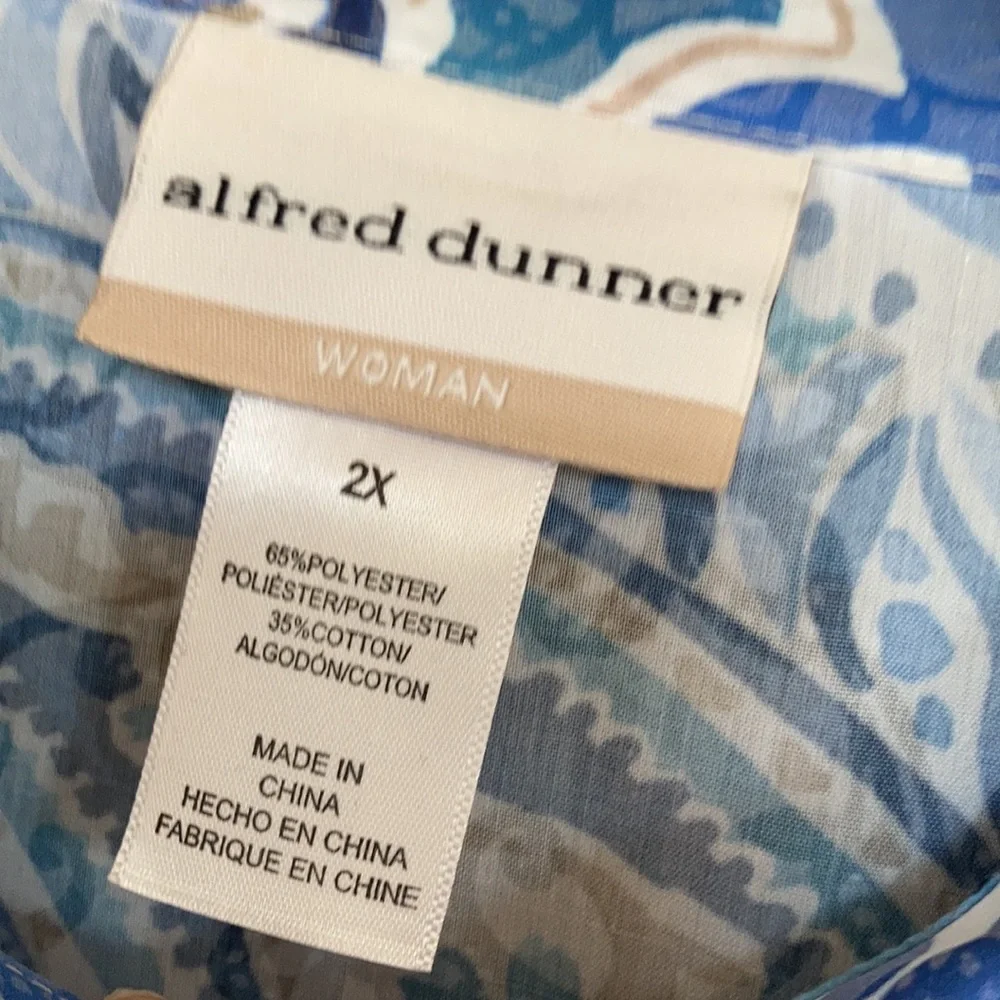 alfred dunner
WOMAN
2X
65%POLYESTER/
POLIÉSTER/POLYESTER
35%COTTON/
ALGODÓN/COTON
MADE IN
CHINA
HECHO EN CHINA
FABRIQUE EN CHINE